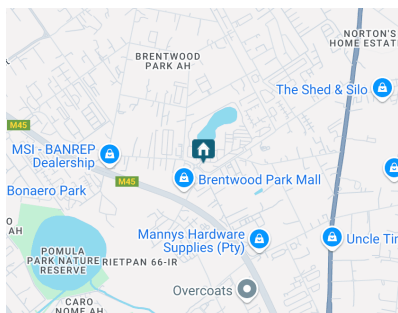 NORTON'S
HOME ESTATE
BRENTWOOD
PARK AH
The Shed & Silo
M45
MSI - BANREP
Dealership
M45
Brentwood Park Mall
Bonaero Park
O
AH
Mannys Hardware
Supplies (Pty)
Uncle Tim
POMULA
PARK NATURE
RESERVE
RIETPAN 66-IR
Overcoats
CARO
NOME AH